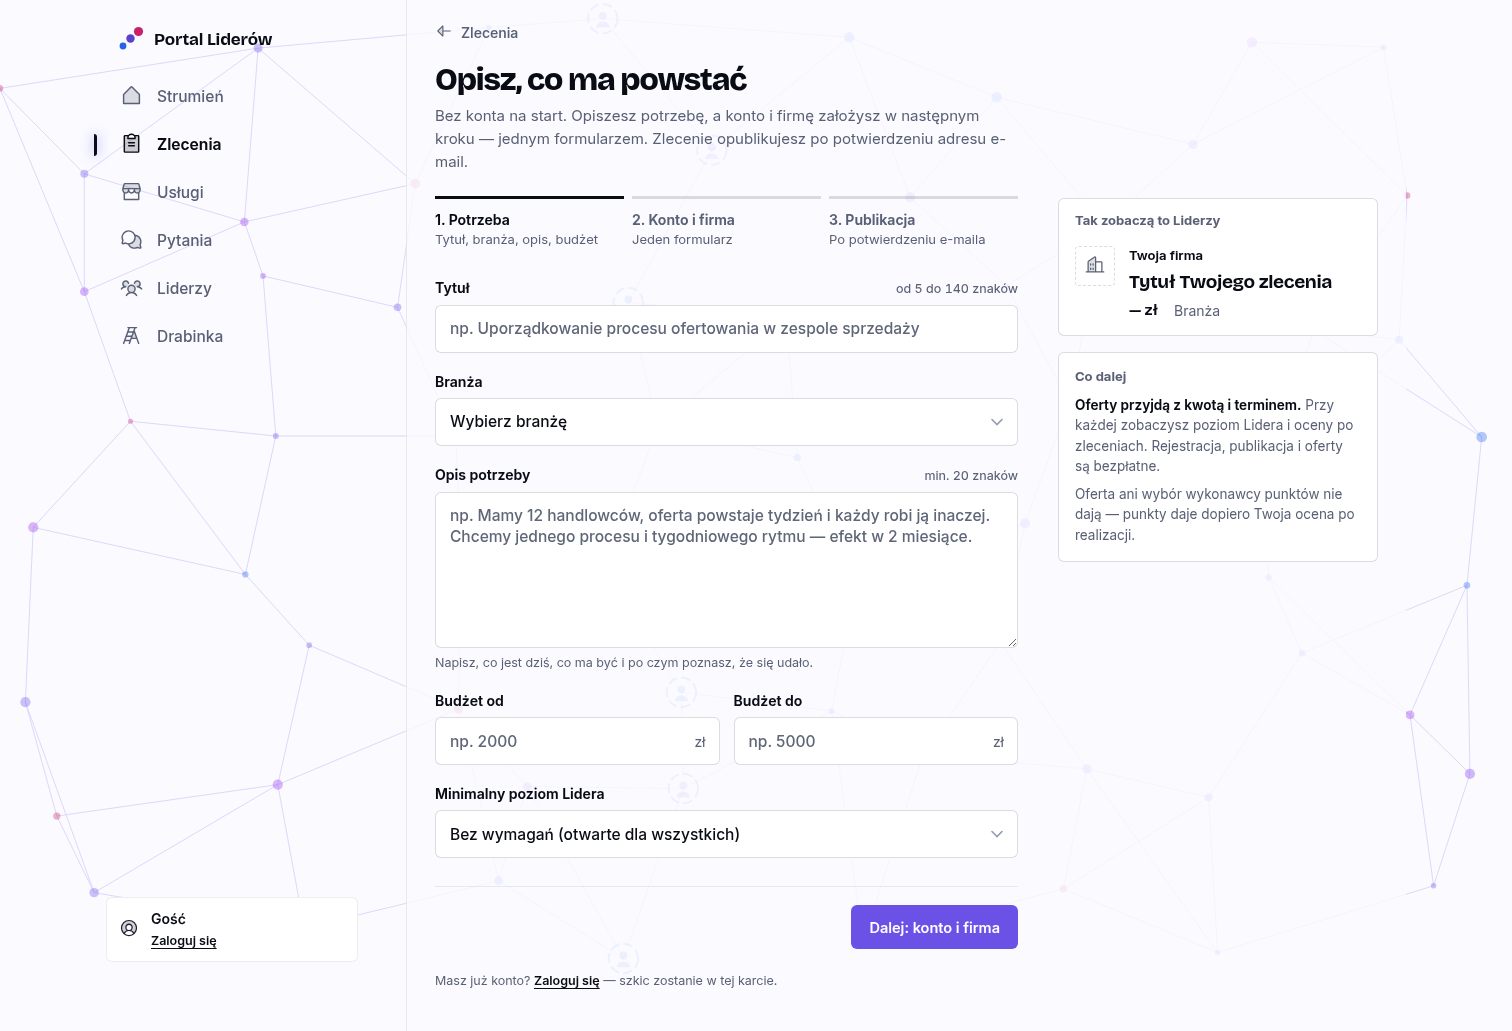 Portal Liderów
Strumień
Zlecenia
Usługi
Pytania
Liderzy
Drabinka
Gość
Zaloguj się
Zlecenia
Opisz, co ma powstać
Bez konta na start. Opiszesz potrzebę, a konto i firmę założysz w następnym
kroku — jednym formularzem. Zlecenie opublikujesz po potwierdzeniu adresu e-
mail.
1. Potrzeba
Tytuł, branża, opis, budżet
2. Konto i firma
Jeden formularz
3. Publikacja
Po potwierdzeniu e-maila
Tytuł
od 5 do 140 znaków
np. Uporządkowanie procesu ofertowania w zespole sprzedaży
Branża
Wybierz branżę
Opis potrzeby
min. 20 znaków
np. Mamy 12 handlowców, oferta powstaje tydzień i każdy robi ją inaczej.
Chcemy jednego procesu i tygodniowego rytmu — efekt w 2 miesiące.
Napisz, co jest dziś, co ma być i po czym poznasz, że się udało.
Budżet od
np. 2000 zł
Budżet do
np. 5000 zł
Minimalny poziom Lidera
Bez wymagań (otwarte dla wszystkich)
Dalej: konto i firma
Masz już konto? Zaloguj się — szkic zostanie w tej karcie.
Tak zobaczą to Liderzy
Twoja firma
Tytuł Twojego zlecenia
— zł Branża
Co dalej
Oferty przyjdą z kwotą i terminem. Przy
każdej zobaczysz poziom Lidera i oceny po
zleceniach. Rejestracja, publikacja i oferty
są bezpłatne.
Oferta ani wybór wykonawcy punktów nie
dają — punkty daje dopiero Twoja ocena po
realizacji.